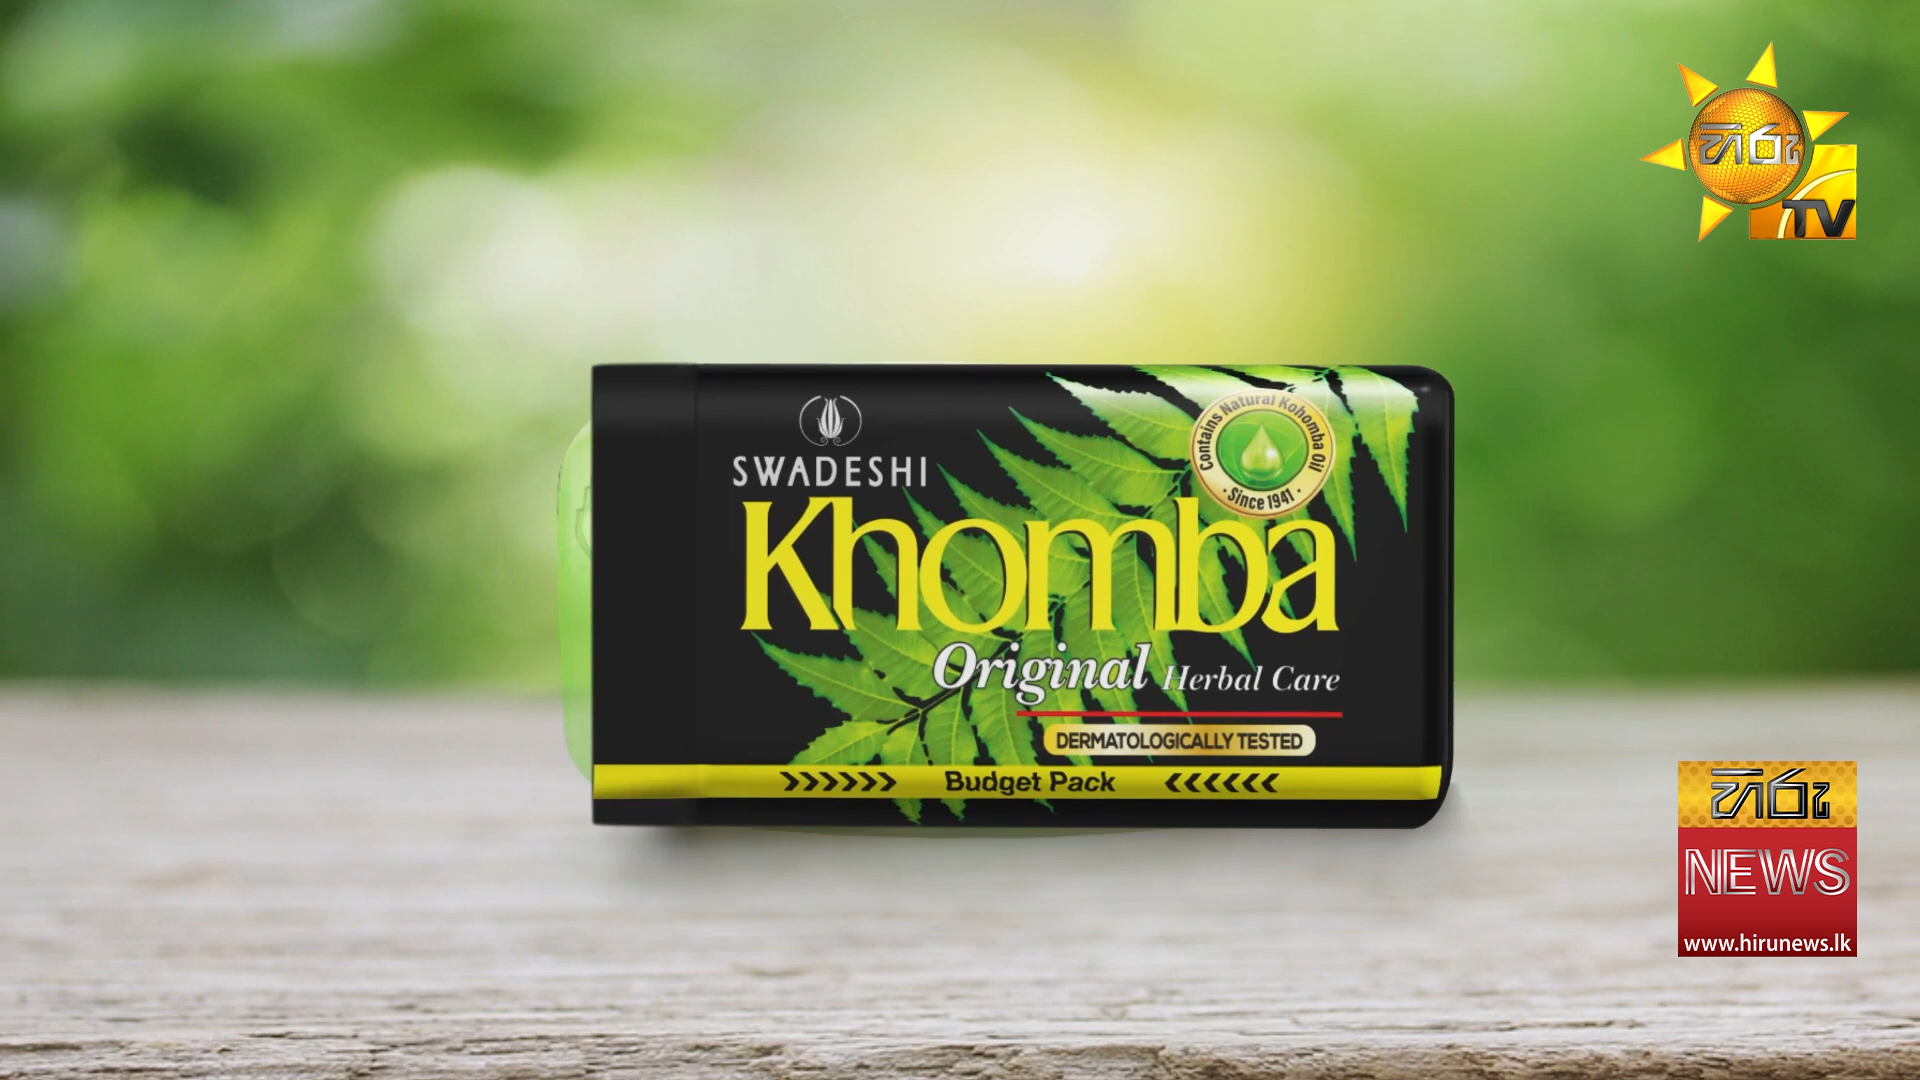 හිරු
TV
SWADESHI
Khomba
Contains Natural Kohomba Oil
· Since 1941 ·
Original Herbal Care
DERMATOLOGICALLY TESTED
Budget Pack
හිරු
NEWS
www.hirunews.lk